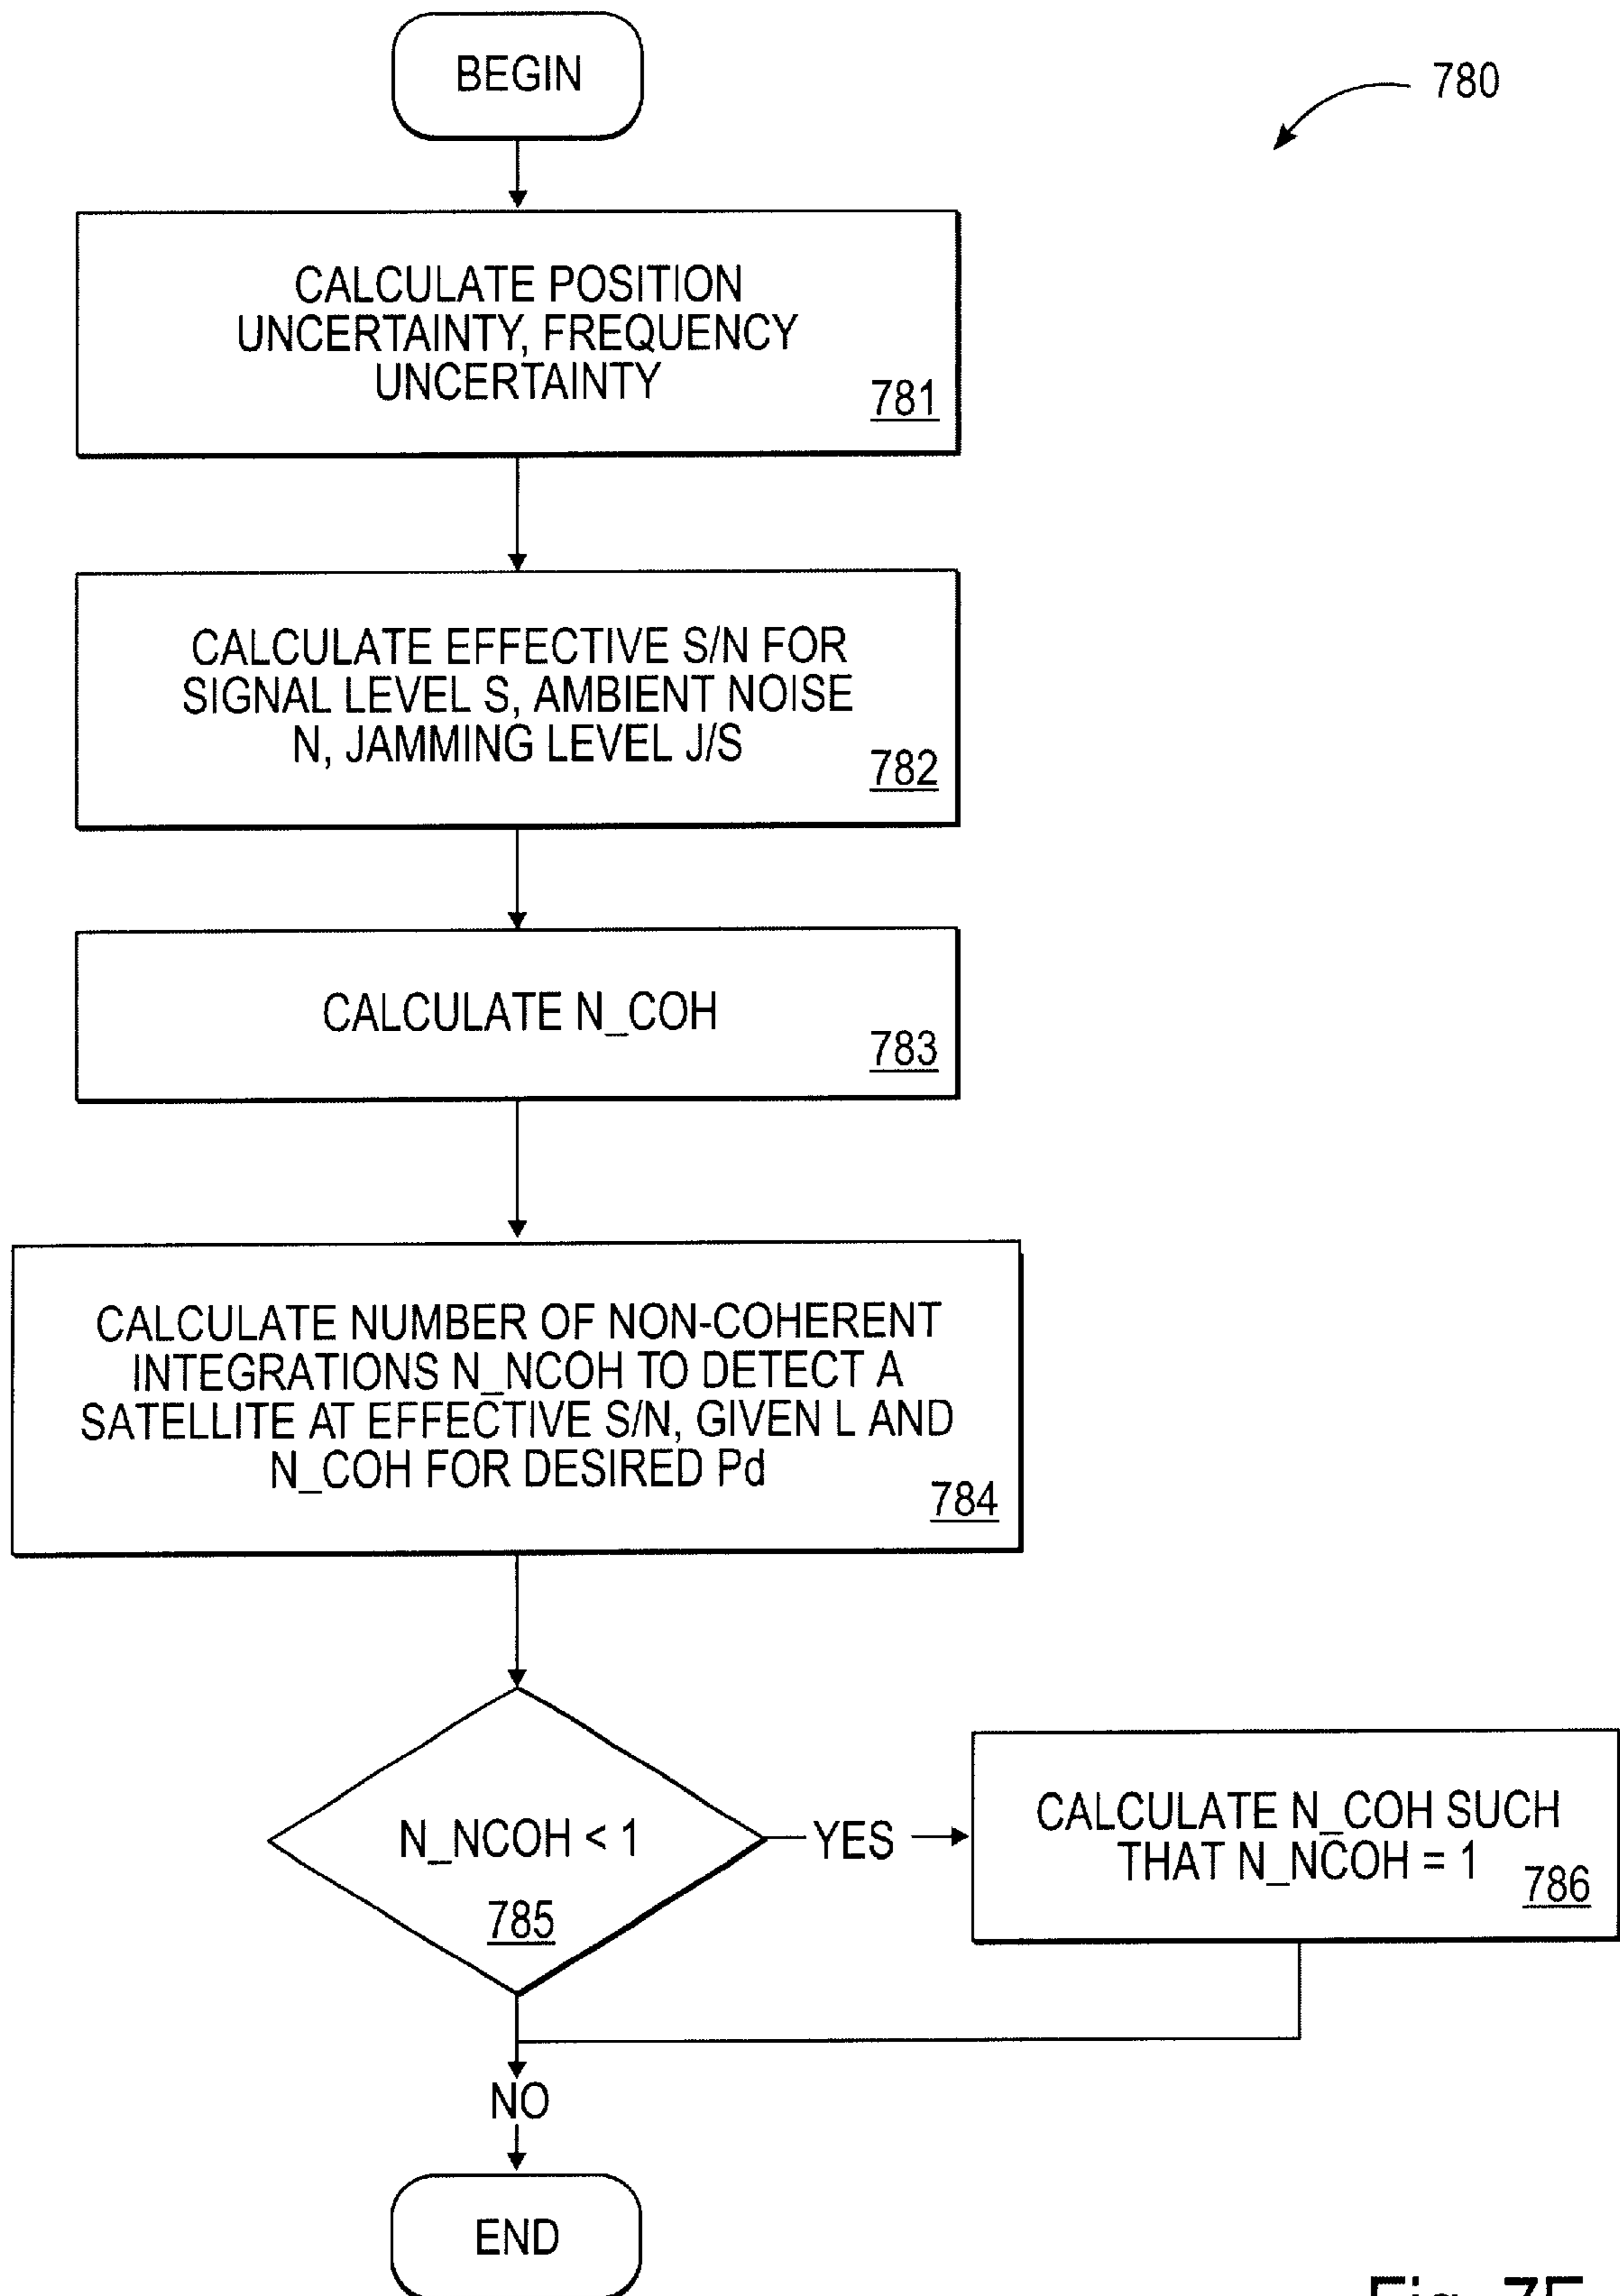 BEGIN
780
CALCULATE POSITION
UNCERTAINTY, FREQUENCY
UNCERTAINTY
781
CALCULATE EFFECTIVE S/N FOR
SIGNAL LEVEL S, AMBIENT NOISE
N, JAMMING LEVEL J/S
782
CALCULATE N_COH
783
CALCULATE NUMBER OF NON-COHERENT
INTEGRATIONS N_NCOH TO DETECT A
SATELLITE AT EFFECTIVE S/N, GIVEN L AND
N_COH FOR DESIRED Pd
784
N_NCOH < 1
785
YES
CALCULATE N_COH SUCH
THAT N_NCOH = 1
786
NO
END